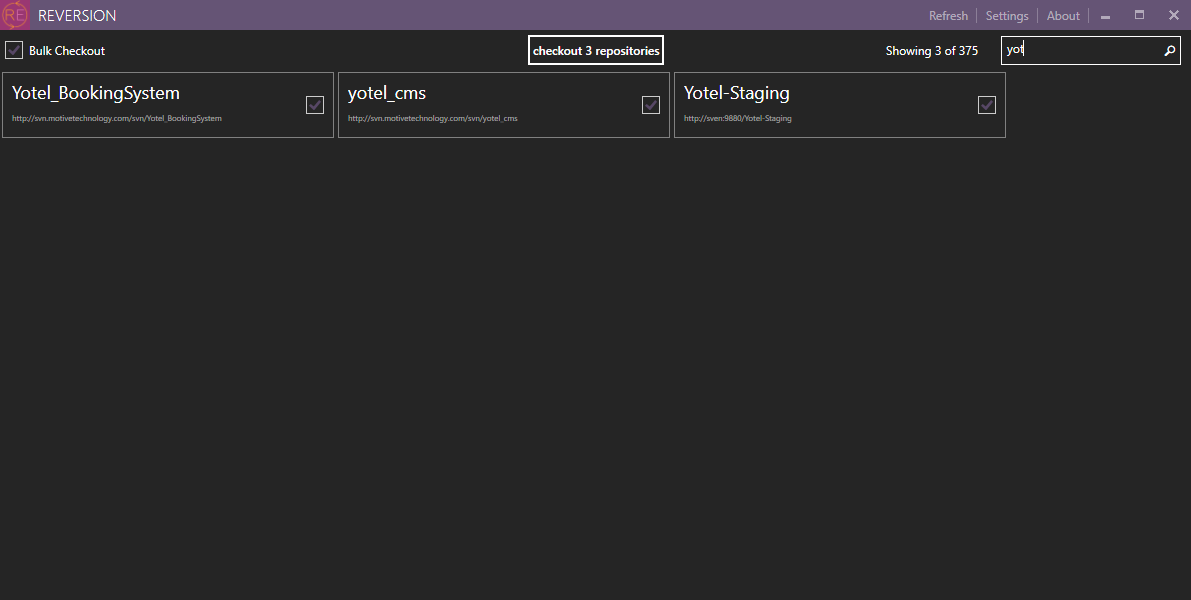 RE REVERSION Refresh Settings About
Bulk Checkout checkout 3 repositories Showing 3 of 375 yot
Yotel_BookingSystem yotel_cms Yotel-Staging
http://svn.motivetechnology.com/svn/Yotel_BookingSystem http://svn.motivetechnology.com/svn/yotel_cms http://sven:9880/Yotel-Staging